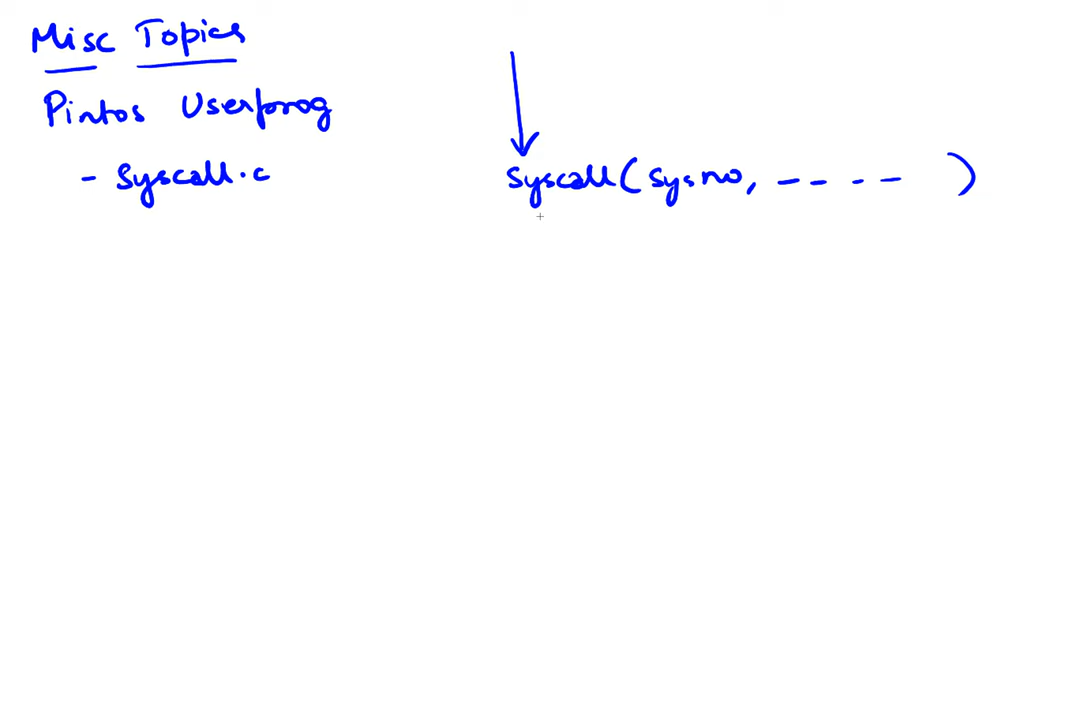 Misc Topics
Pintos Userprog
- Syscall.c
Syscall(sysno, -- -- )